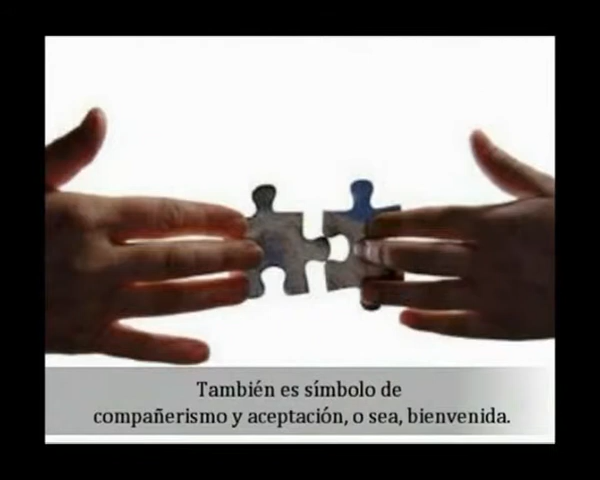 También es símbolo de
compañerismo y aceptación, o sea, bienvenida.